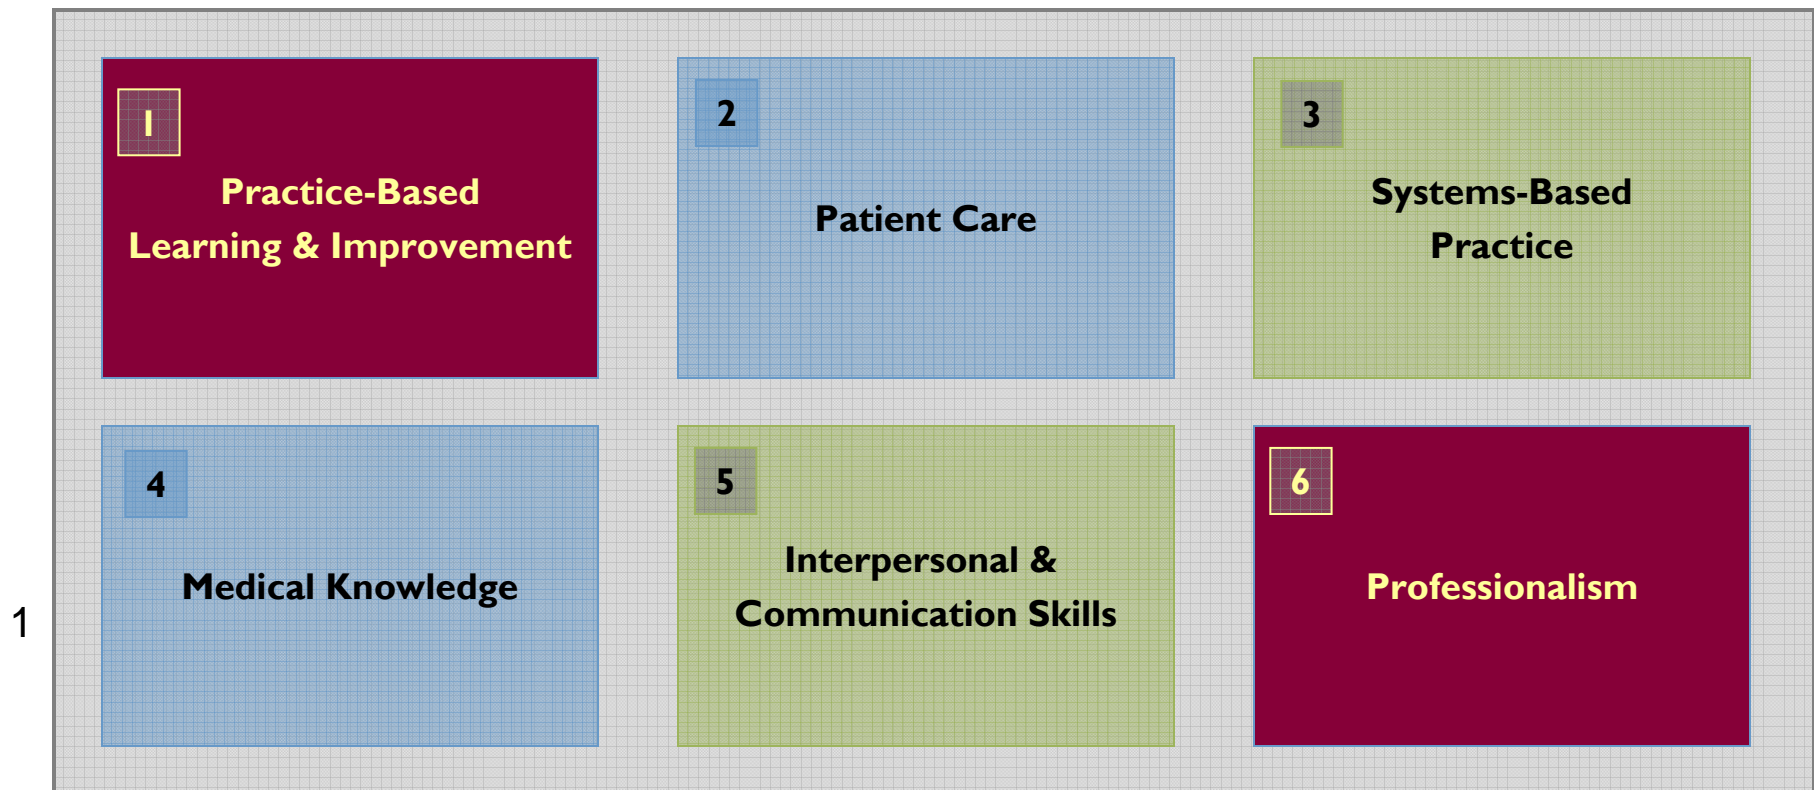 1
Practice-Based
Learning & Improvement
2
Patient Care
3
Systems-Based
Practice
4
Medical Knowledge
5
Interpersonal &
Communication Skills
6
Professionalism
1